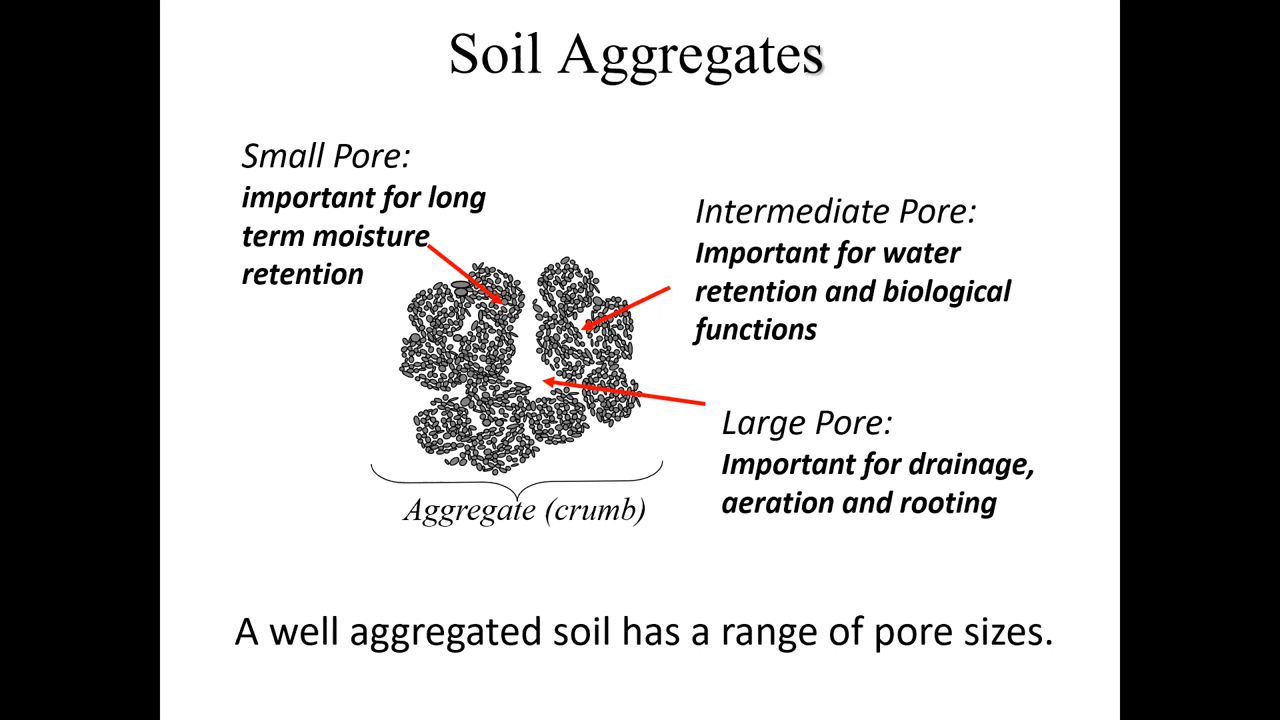 Soil Aggregates
Small Pore:
important for long
term moisture
retention
Intermediate Pore:
Important for water
retention and biological
functions
Large Pore:
Important for drainage,
aeration and rooting
Aggregate (crumb)
A well aggregated soil has a range of pore sizes.